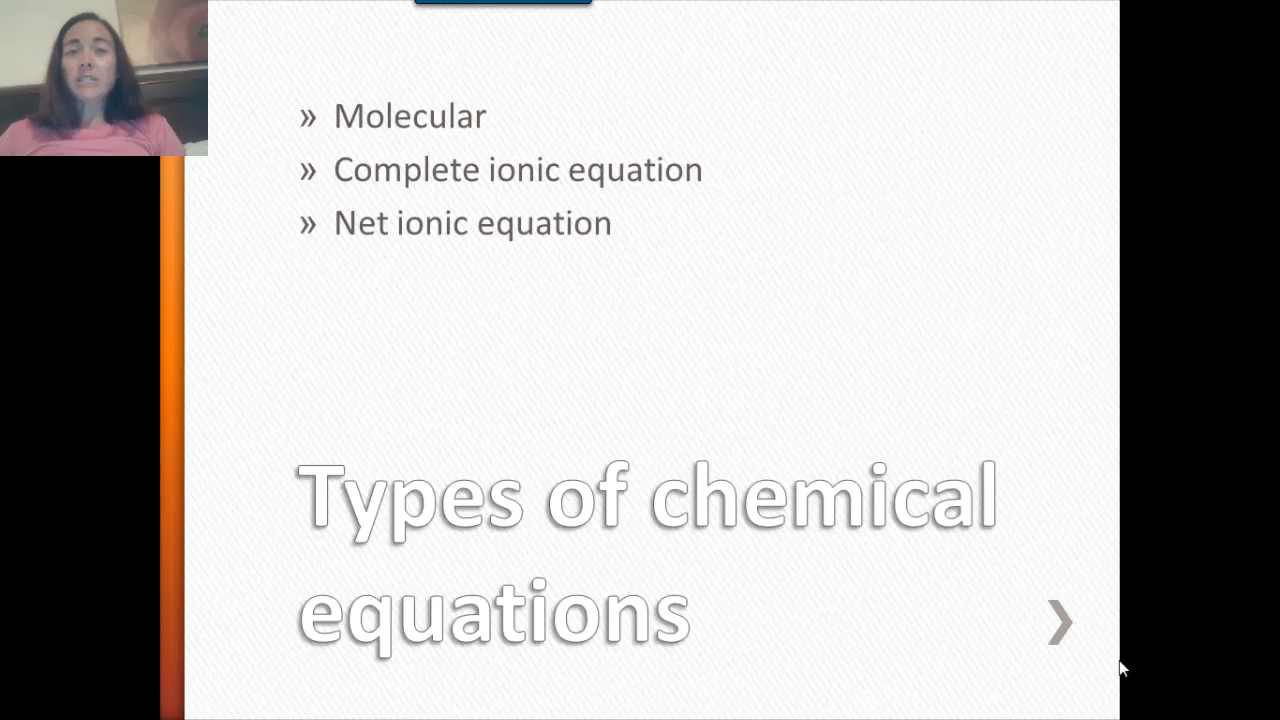 » Molecular
» Complete ionic equation
» Net ionic equation
Types of chemical
equations